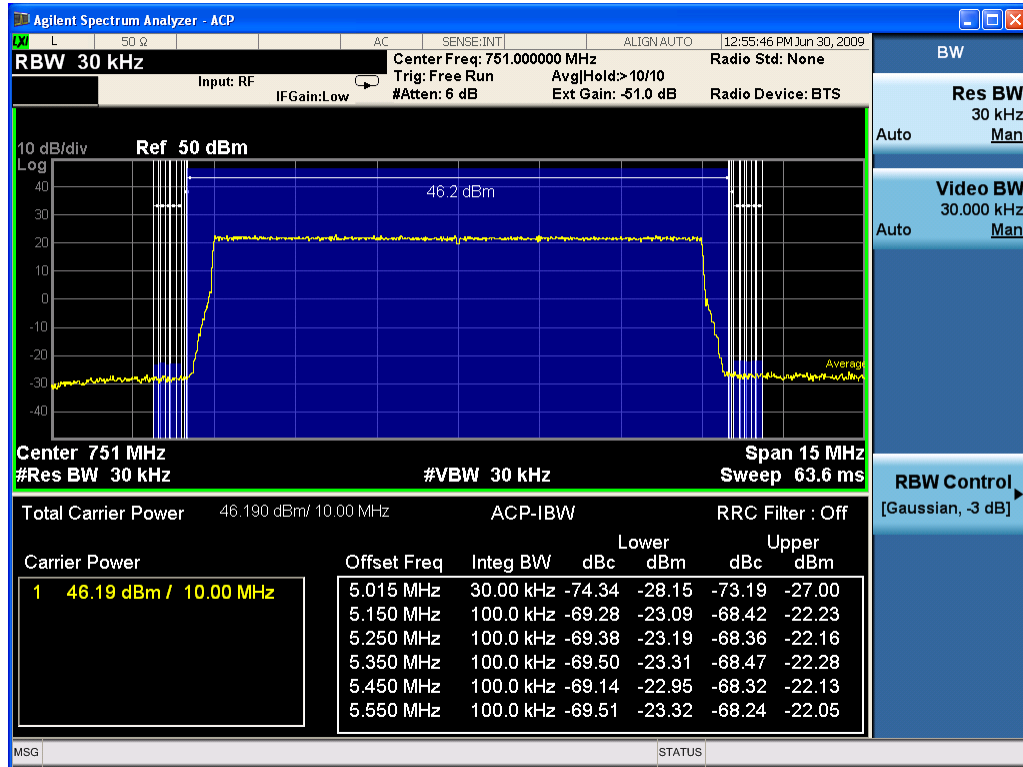 Agilent Spectrum Analyzer - ACP
LXI L 50 Ω AC SENSE:INT ALIGN AUTO 12:55:46 PM Jun 30, 2009
RBW 30 kHz
Center Freq: 751.000000 MHz Radio Std: None
Input: RF Trig: Free Run Avg|Hold:>10/10
IFGain:Low #Atten: 6 dB Ext Gain: -51.0 dB Radio Device: BTS
BW
Res BW
30 kHz
Auto Man
Video BW
30.000 kHz
Auto Man
RBW Control
[Gaussian, -3 dB]
10 dB/div Ref 50 dBm
Log
40
30
20
10
0
-10
-20
-30
-40
46.2 dBm
Average
Center 751 MHz Span 15 MHz
#Res BW 30 kHz #VBW 30 kHz Sweep 63.6 ms
Total Carrier Power 46.190 dBm/ 10.00 MHz ACP-IBW RRC Filter : Off
Lower Upper
Carrier Power Offset Freq Integ BW dBc dBm dBc dBm
1 46.19 dBm / 10.00 MHz 5.015 MHz 30.00 kHz -74.34 -28.15 -73.19 -27.00
5.150 MHz 100.0 kHz -69.28 -23.09 -68.42 -22.23
5.250 MHz 100.0 kHz -69.38 -23.19 -68.36 -22.16
5.350 MHz 100.0 kHz -69.50 -23.31 -68.47 -22.28
5.450 MHz 100.0 kHz -69.14 -22.95 -68.32 -22.13
5.550 MHz 100.0 kHz -69.51 -23.32 -68.24 -22.05
MSG STATUS